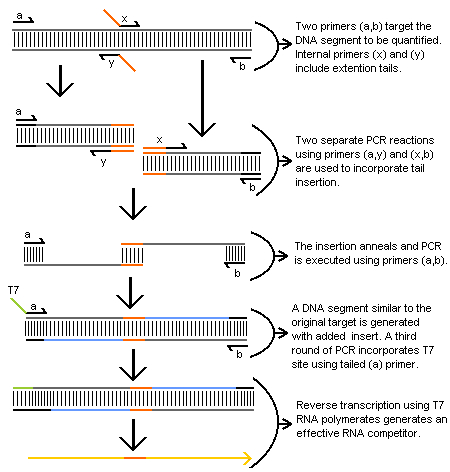 a
x
Two primers (a,b) target the
DNA segment to be quantified.
Internal primers (x) and (y)
include extention tails.
y
b
a
x
Two separate PCR reactions
using primers (a,y) and (x,b)
are used to incorporate tail
insertion.
y
b
a
The insertion anneals and PCR
is executed using primers (a,b).
b
T7
a
A DNA segment similar to the
original target is generated
with added insert. A third
round of PCR incorporates T7
site using tailed (a) primer.
b
Reverse transcription using T7
RNA polymerates generates an
effective RNA competitor.